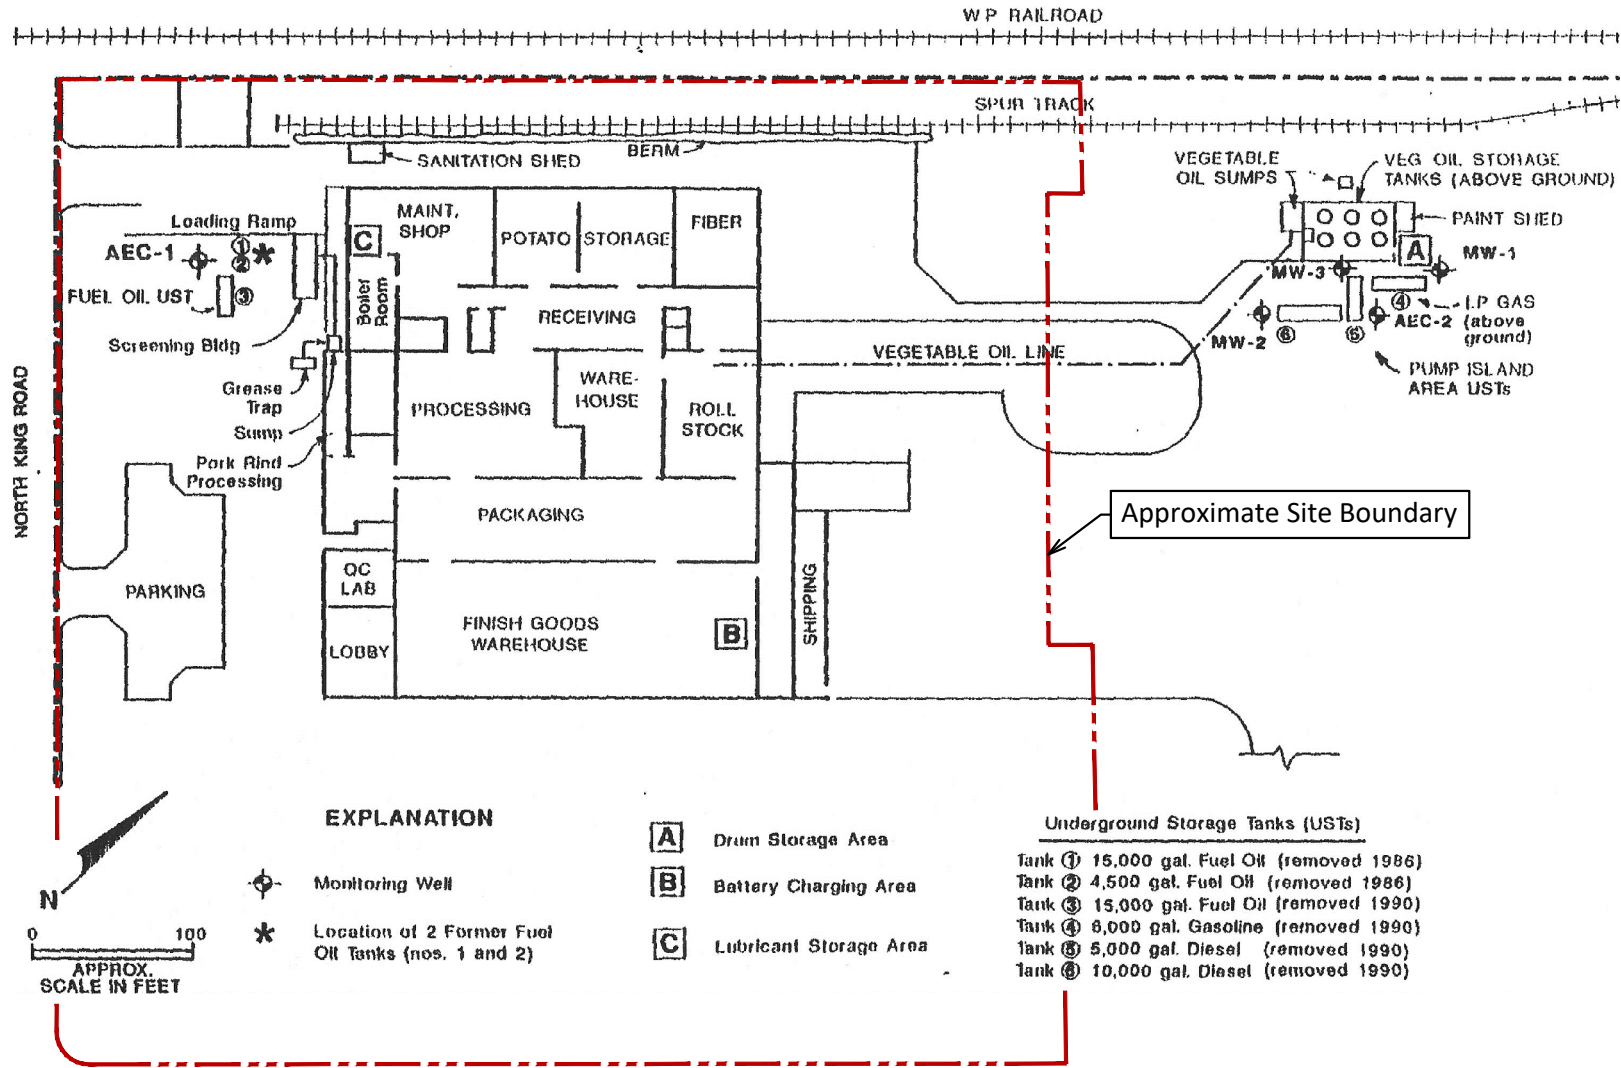 W P RAILROAD
SPUR TRACK
BERM
SANITATION SHED
VEGETABLE
OIL SUMPS
VEG OIL STORAGE
TANKS (ABOVE GROUND)
PAINT SHED
A
MW-1
MW-3
4
L.P GAS
(above
ground)
AEC-2
MW-2
6
5
PUMP ISLAND
AREA USTs
Loading Ramp
AEC-1
1
2
*
FUEL OIL UST
3
Screening Bldg
Grease
Trap
Sump
Pork Rind
Processing
C
MAINT.
SHOP
Boiler
Room
POTATO STORAGE
FIBER
RECEIVING
VEGETABLE OIL LINE
WARE-
HOUSE
PROCESSING
ROLL
STOCK
PACKAGING
Approximate Site Boundary
NORTH KING ROAD
PARKING
QC
LAB
LOBBY
FINISH GOODS
WAREHOUSE
B
SHIPPING
N
0 100
APPROX.
SCALE IN FEET
EXPLANATION
Monitoring Well
* Location of 2 Former Fuel
Oil Tanks (nos. 1 and 2)
A Drum Storage Area
B Battery Charging Area
C Lubricant Storage Area
Underground Storage Tanks (USTs)
Tank 1 15,000 gal. Fuel Oil (removed 1986)
Tank 2 4,500 gal. Fuel Oil (removed 1986)
Tank 3 15,000 gal. Fuel Oil (removed 1990)
Tank 4 6,000 gal. Gasoline (removed 1990)
Tank 5 5,000 gal. Diesel (removed 1990)
Tank 6 10,000 gal. Diesel (removed 1990)